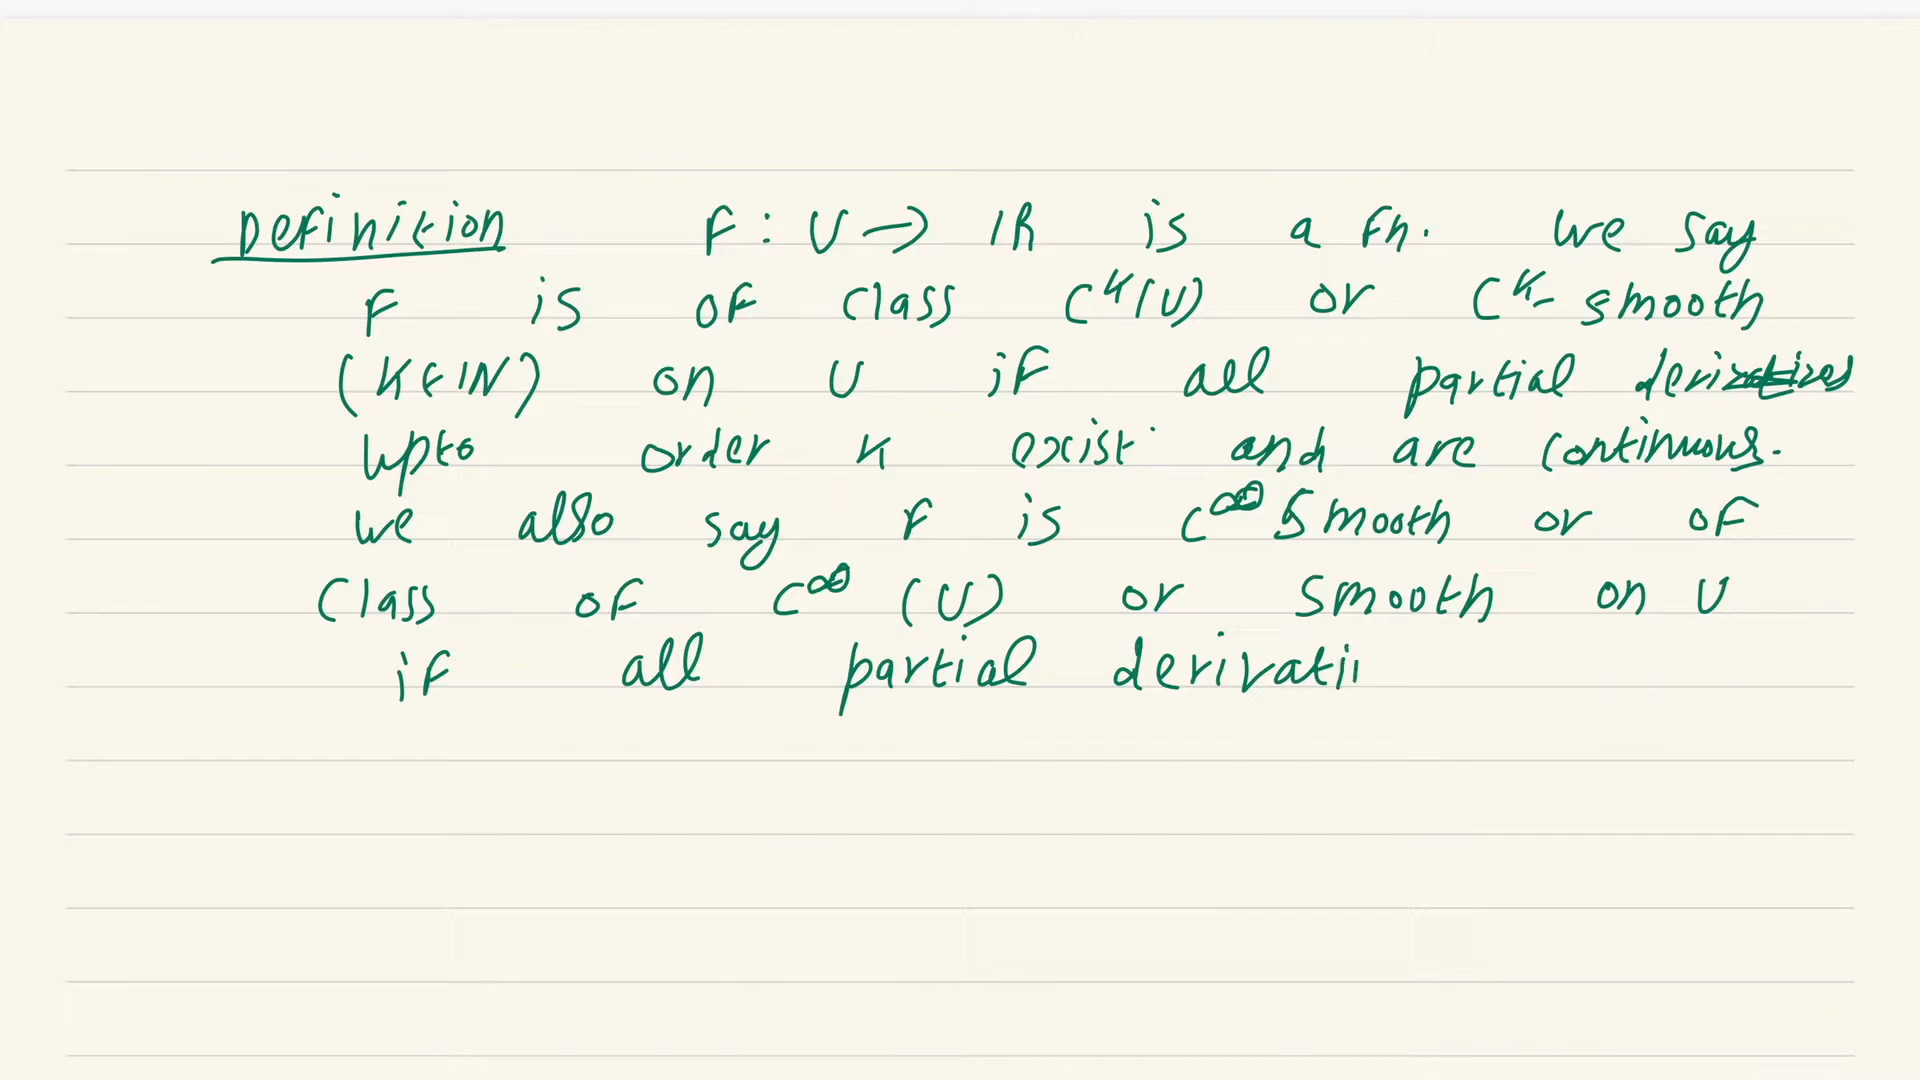 Definition F : U → ℝ is a fn. We say
F is of class C^k(U) or C^k- smooth
(k ∈ ℕ) on U if all partial derivatives
upto order k exist and are continuous.
we also say F is C^∞ smooth or of
class of C^∞ (U) or smooth on U
if all partial derivati